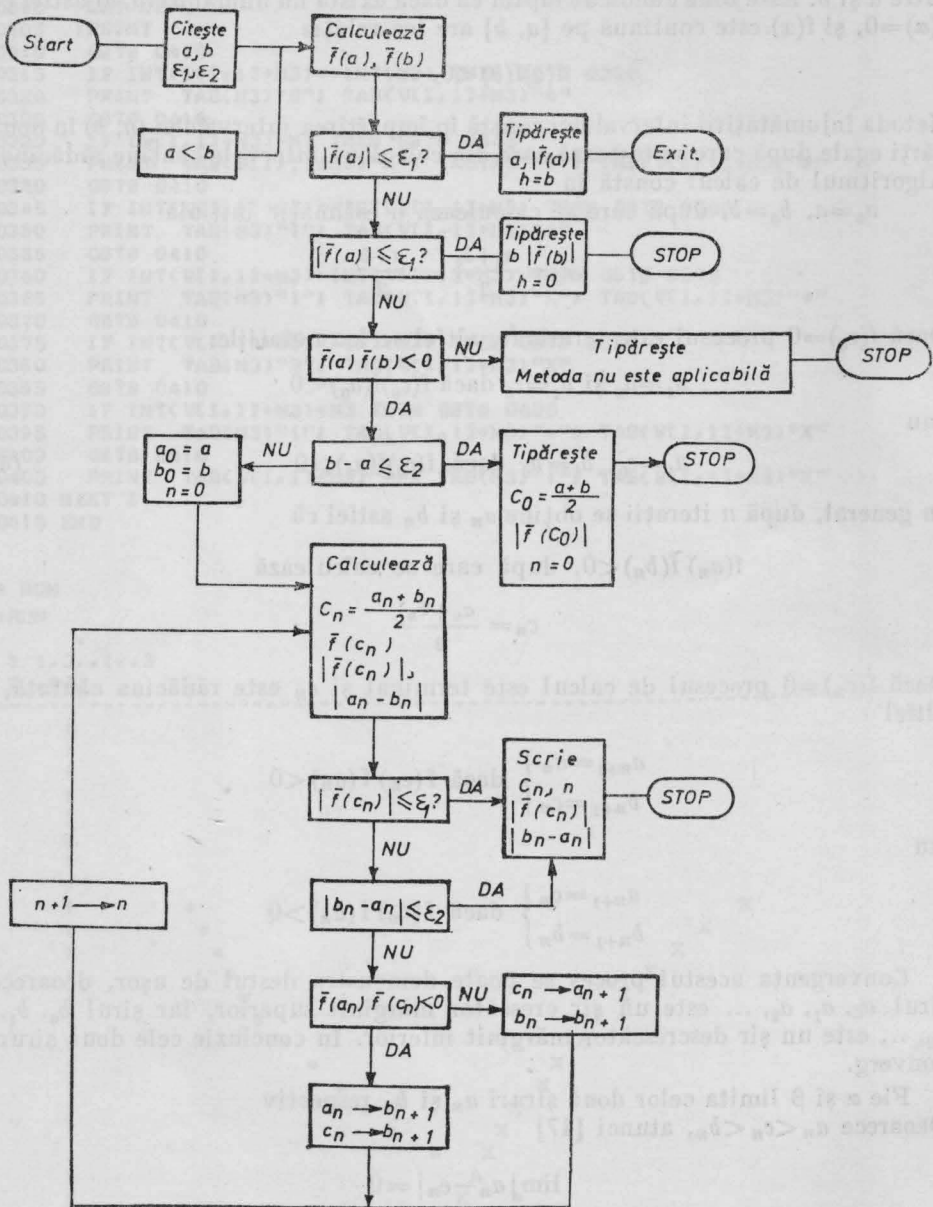 Start
Citește
a, b
ε1, ε2
Calculează
f̄(a), f̄(b)
a < b
|f̄(a)| ≤ ε1?
DA
Tipărește
a, |f̄(a)|
h = b
Exit.
NU
|f̄(a)| ≤ ε1?
DA
Tipărește
b |f̄(b)|
h = 0
STOP
NU
f̄(a) f̄(b) ≤ 0
NU
Tipărește
Metoda nu este aplicabilă
STOP
DA
a0 = a
b0 = b
n = 0
NU
b - a ≤ ε2
DA
Tipărește
C0 = (a + b)/2
|f̄(C0)|
n = 0
STOP
Calculează
Cn = (an + bn)/2
f̄(cn)
|f̄(cn)|,
|an - bn|
|f̄(cn)| ≤ ε1?
DA
Scrie
Cn, n
|f̄(cn)|
|bn - an|
STOP
NU
n+1 → n
|bn - an| ≤ ε2
DA
NU
f̄(an) f̄(cn) ≤ 0
NU
cn → an+1
bn → bn+1
DA
an → bn+1
cn → bn+1